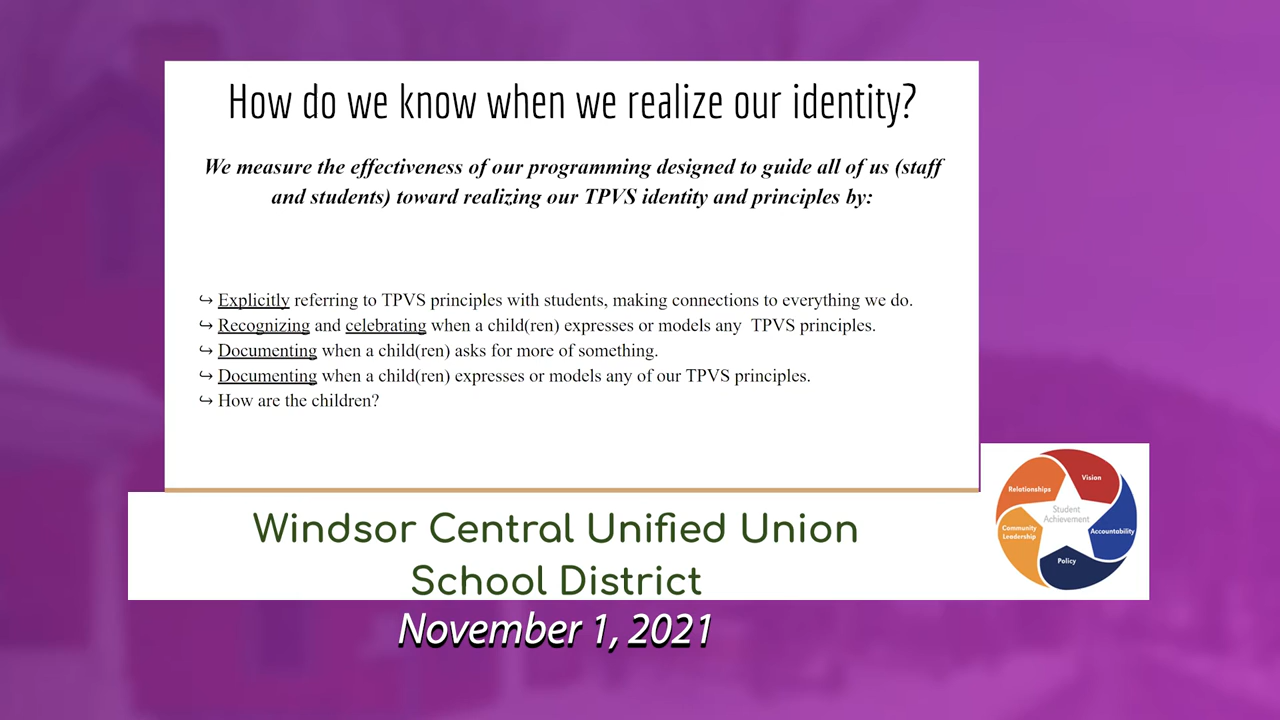 How do we know when we realize our identity?
We measure the effectiveness of our programming designed to guide all of us (staff
and students) toward realizing our TPVS identity and principles by:
↪ Explicitly referring to TPVS principles with students, making connections to everything we do.
↪ Recognizing and celebrating when a child(ren) expresses or models any TPVS principles.
↪ Documenting when a child(ren) asks for more of something.
↪ Documenting when a child(ren) expresses or models any of our TPVS principles.
↪ How are the children?
Windsor Central Unified Union
School District
November 1, 2021
Relationships
Vision
Student
Achievement
Community
Leadership
Accountability
Policy